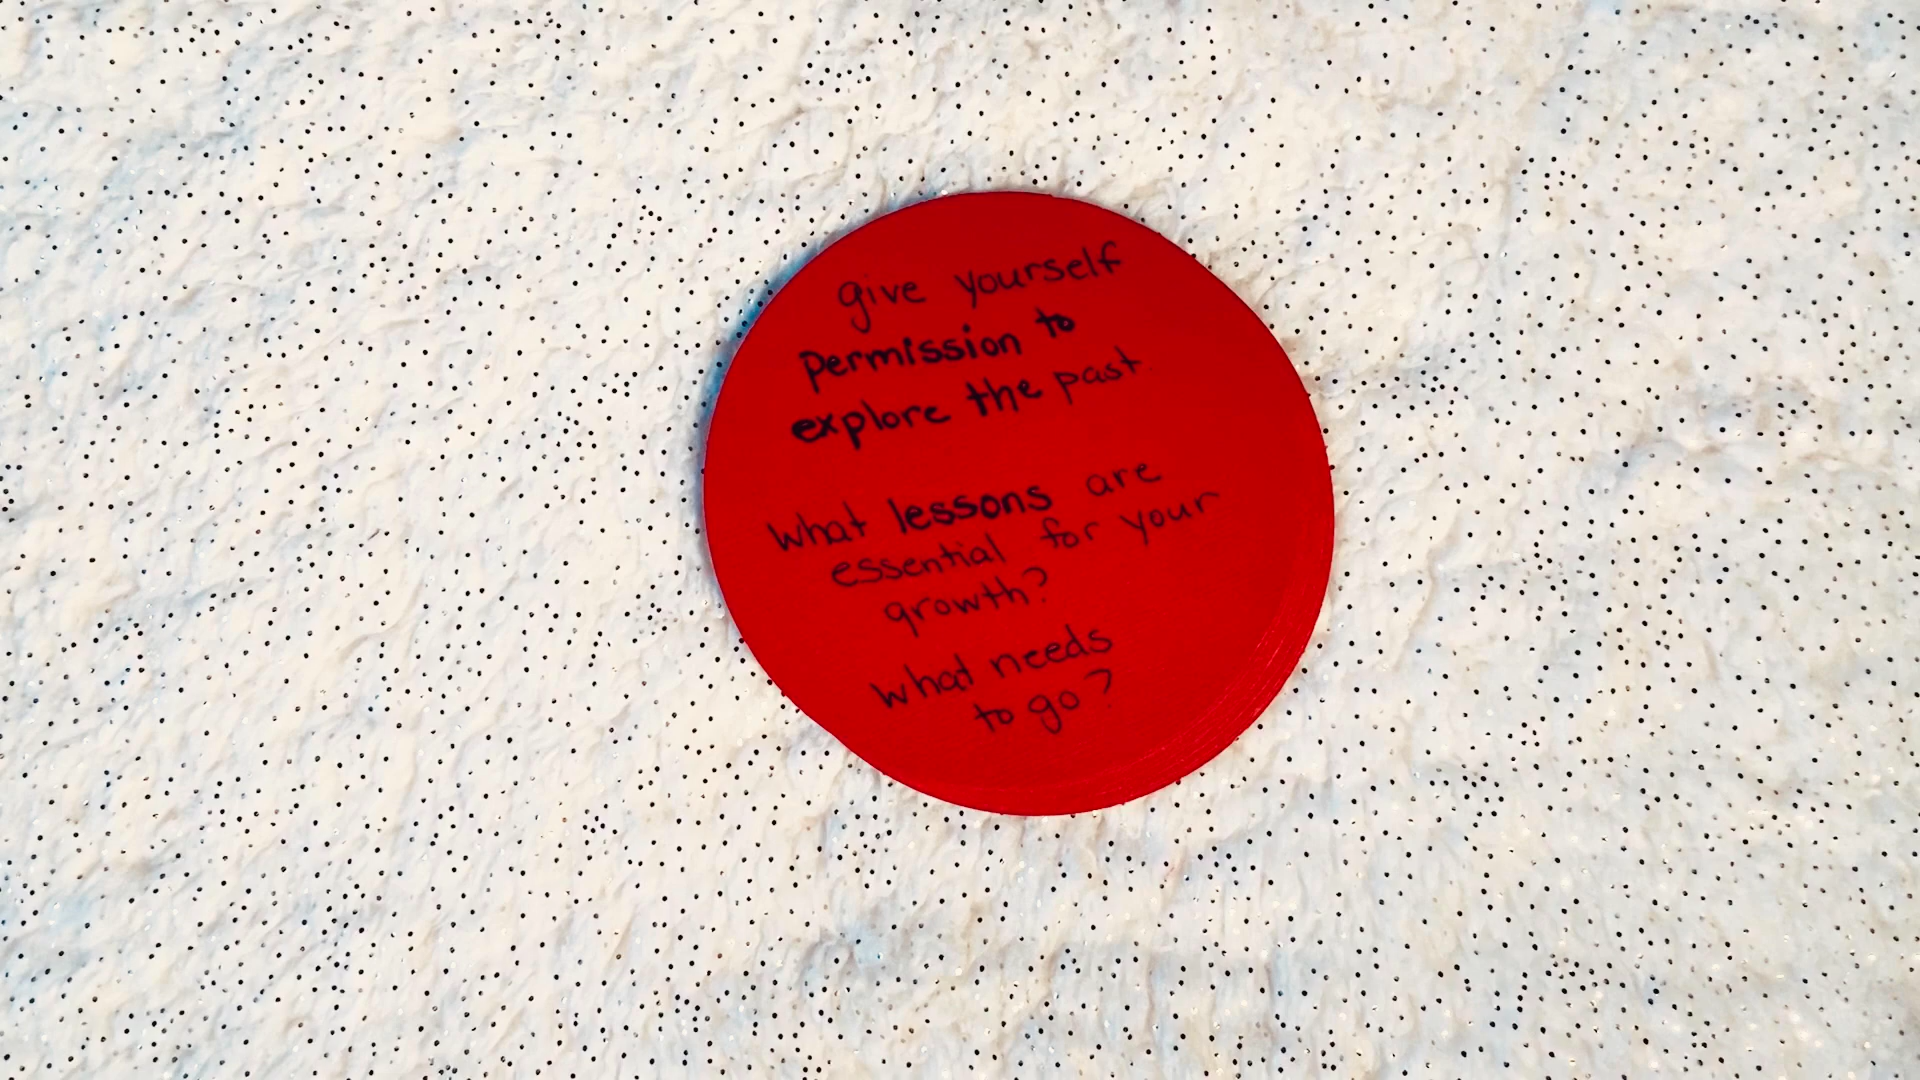 give yourself
permission to
explore the past
What lessons are
essential for your
growth?
What needs
to go?